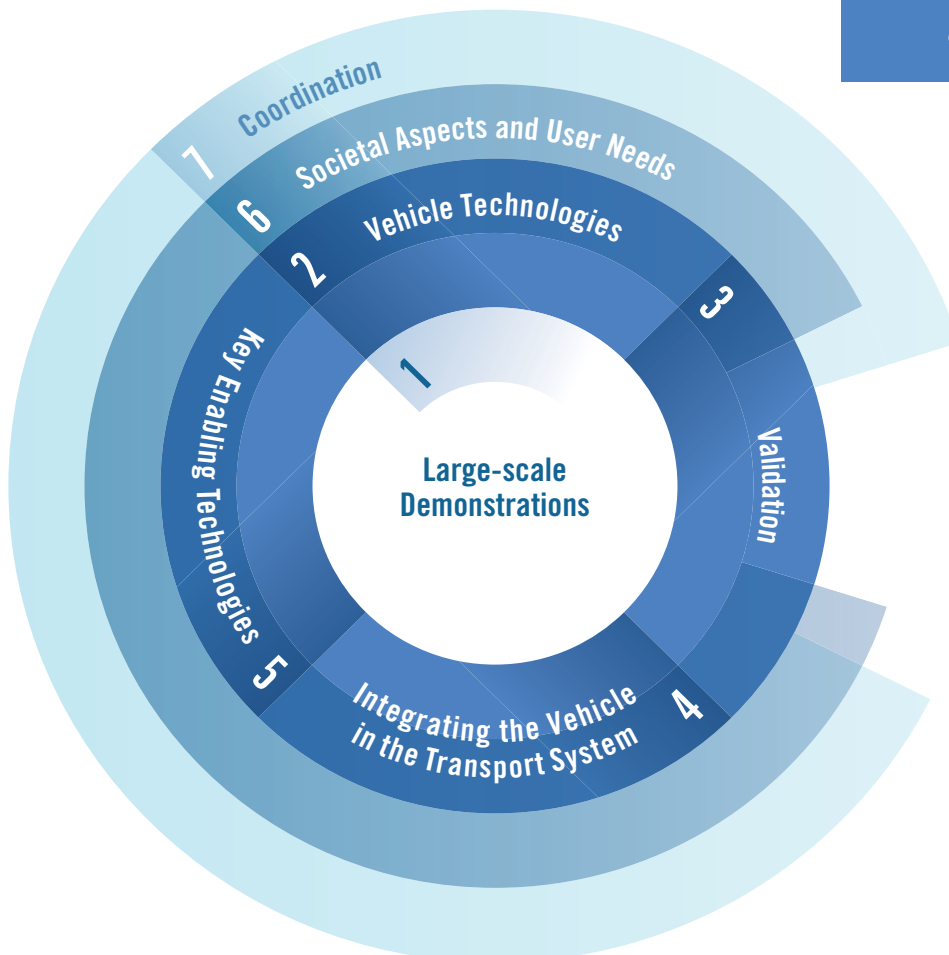 7 Coordination
6 Societal Aspects and User Needs
2 Vehicle Technologies
3
Validation
1
Large-scale
Demonstrations
Key Enabling Technologies
5
Integrating the Vehicle
in the Transport System
4